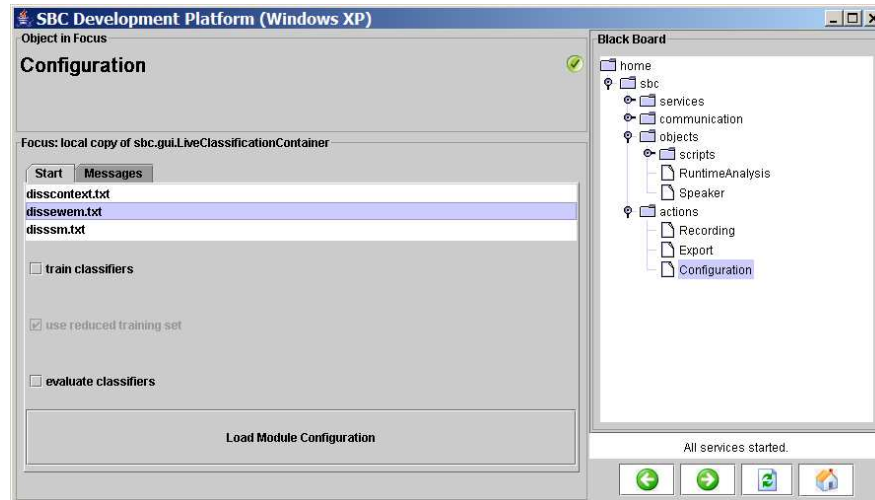 SBC Development Platform (Windows XP)
Object in Focus
Configuration
Focus: local copy of sbc.gui.LiveClassificationContainer
Start
Messages
disscontext.txt
dissewem.txt
disssm.txt
train classifiers
use reduced training set
evaluate classifiers
Load Module Configuration
Black Board
home
sbc
services
communication
objects
scripts
RuntimeAnalysis
Speaker
actions
Recording
Export
Configuration
All services started.